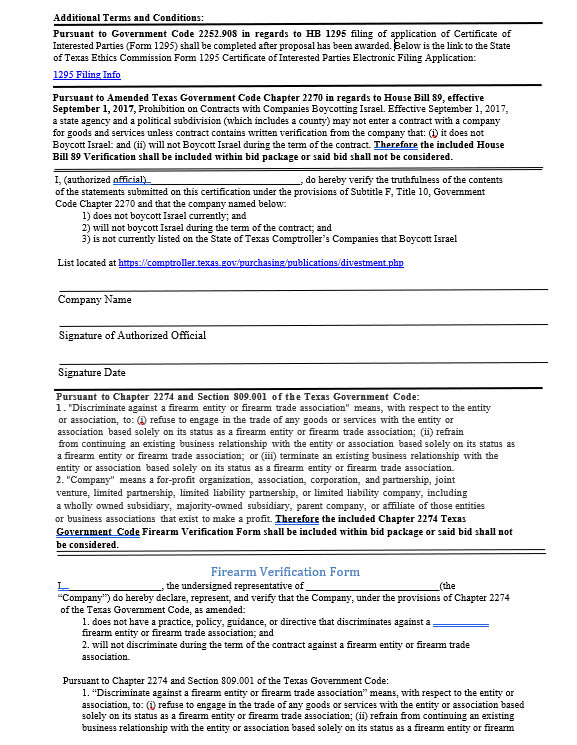 Additional Terms and Conditions:
Pursuant to Government Code 2252.908 in regards to HB 1295 filing of application of Certificate of
Interested Parties (Form 1295) shall be completed after proposal has been awarded. Below is the link to the State
of Texas Ethics Commission Form 1295 Certificate of Interested Parties Electronic Filing Application:
1295 Filing Info
Pursuant to Amended Texas Government Code Chapter 2270 in regards to House Bill 89, effective
September 1, 2017, Prohibition on Contracts with Companies Boycotting Israel. Effective September 1, 2017,
a state agency and a political subdivision (which includes a county) may not enter a contract with a company
for goods and services unless contract contains written verification from the company that: (i) it does not
Boycott Israel: and (ii) will not Boycott Israel during the term of the contract. Therefore the included House
Bill 89 Verification shall be included within bid package or said bid shall not be considered.
I, (authorized official)______________________________, do hereby verify the truthfulness of the contents
of the statements submitted on this certification under the provisions of Subtitle F, Title 10, Government
Code Chapter 2270 and that the company named below:
1) does not boycott Israel currently; and
2) will not boycott Israel during the term of the contract; and
3) is not currently listed on the State of Texas Comptroller's Companies that Boycott Israel
List located at https://comptroller.texas.gov/purchasing/publications/divestment.php
Company Name
Signature of Authorized Official
Signature Date
Pursuant to Chapter 2274 and Section 809.001 of the Texas Government Code:
1. "Discriminate against a firearm entity or firearm trade association" means, with respect to the entity
or association, to: (i) refuse to engage in the trade of any goods or services with the entity or
association based solely on its status as a firearm entity or firearm trade association; (ii) refrain
from continuing an existing business relationship with the entity or association based solely on its status as
a firearm entity or firearm trade association; or (iii) terminate an existing business relationship with the
entity or association based solely on its status as a firearm entity or firearm trade association.
2. "Company" means a for-profit organization, association, corporation, and partnership, joint
venture, limited partnership, limited liability partnership, or limited liability company, including
a wholly owned subsidiary, majority-owned subsidiary, parent company, or affiliate of those entities
or business associations that exist to make a profit. Therefore the included Chapter 2274 Texas
Government Code Firearm Verification Form shall be included within bid package or said bid shall not
be considered.
Firearm Verification Form
I,____________________, the undersigned representative of ___________________________(the
“Company”) do hereby declare, represent, and verify that the Company, under the provisions of Chapter 2274
of the Texas Government Code, as amended:
1. does not have a practice, policy, guidance, or directive that discriminates against a ___________
firearm entity or firearm trade association; and
2. will not discriminate during the term of the contract against a firearm entity or firearm trade
association.
Pursuant to Chapter 2274 and Section 809.001 of the Texas Government Code:
1. “Discriminate against a firearm entity or firearm trade association” means, with respect to the entity or
association, to: (i) refuse to engage in the trade of any goods or services with the entity or association based
solely on its status as a firearm entity or firearm trade association; (ii) refrain from continuing an existing
business relationship with the entity or association based solely on its status as a firearm entity or firearm